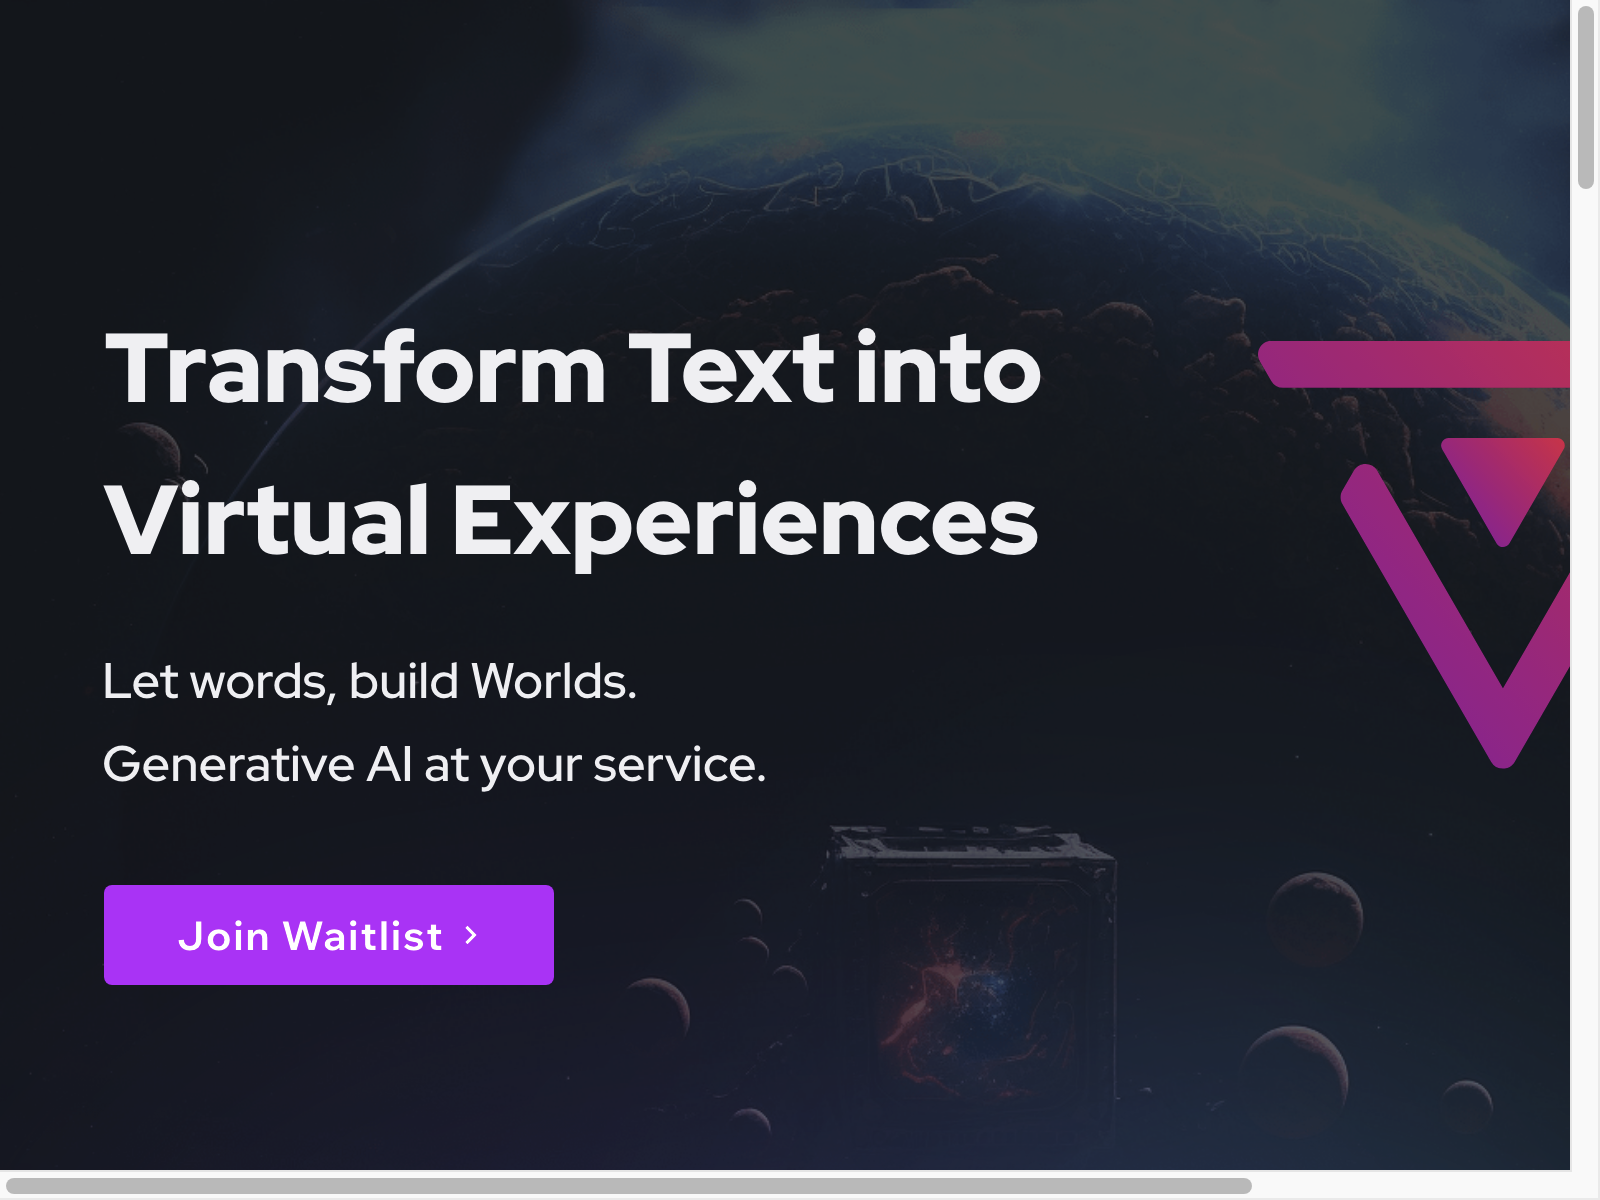 Transform Text into
Virtual Experiences
Let words, build Worlds.
Generative AI at your service.
Join Waitlist